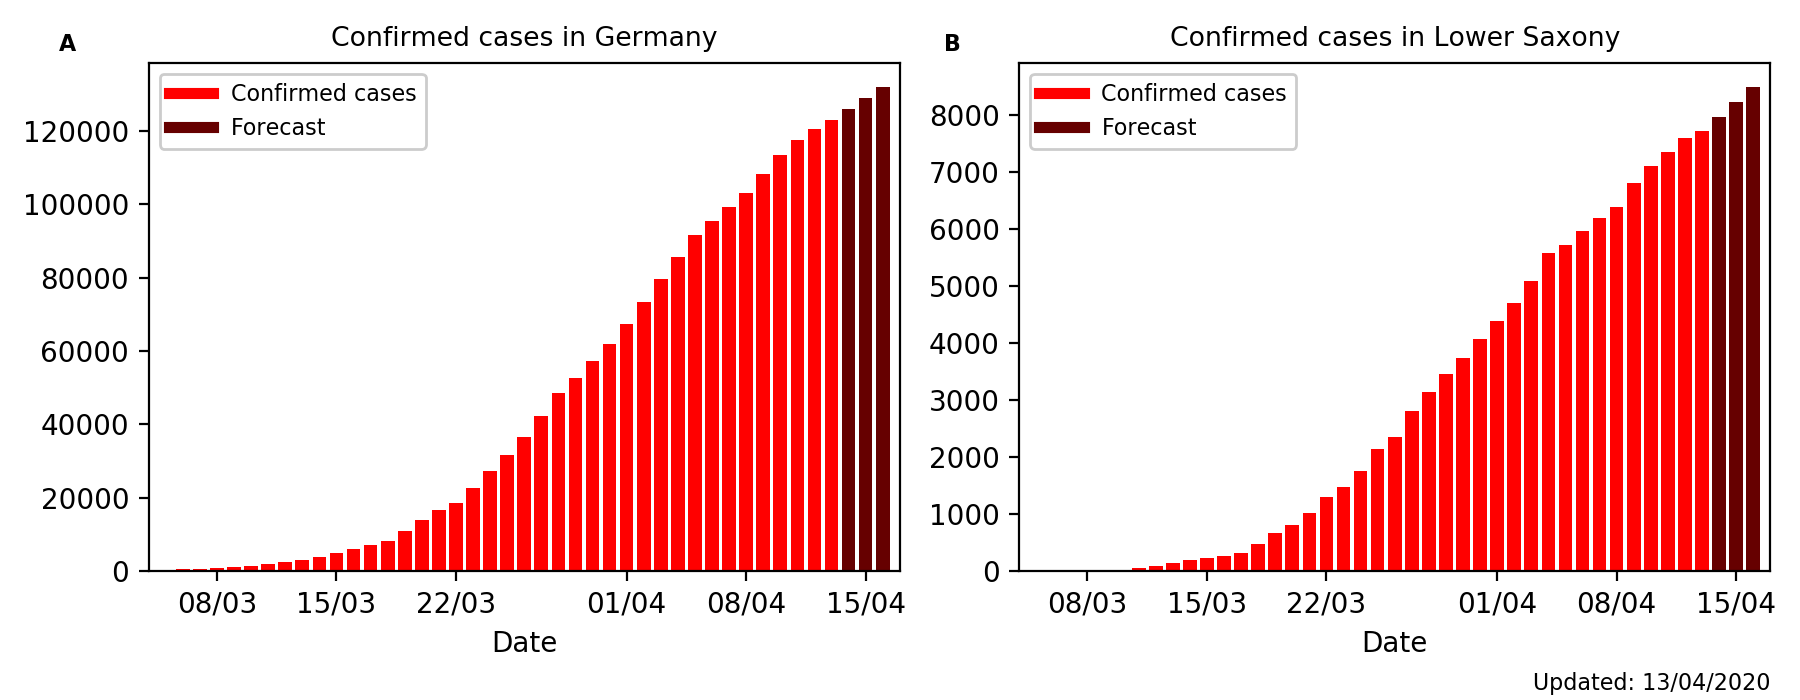 A
Confirmed cases in Germany
Confirmed cases
Forecast
120000
100000
80000
60000
40000
20000
0
08/03 15/03 22/03 01/04 08/04 15/04
Date
B
Confirmed cases in Lower Saxony
Confirmed cases
Forecast
8000
7000
6000
5000
4000
3000
2000
1000
0
08/03 15/03 22/03 01/04 08/04 15/04
Date
Updated: 13/04/2020